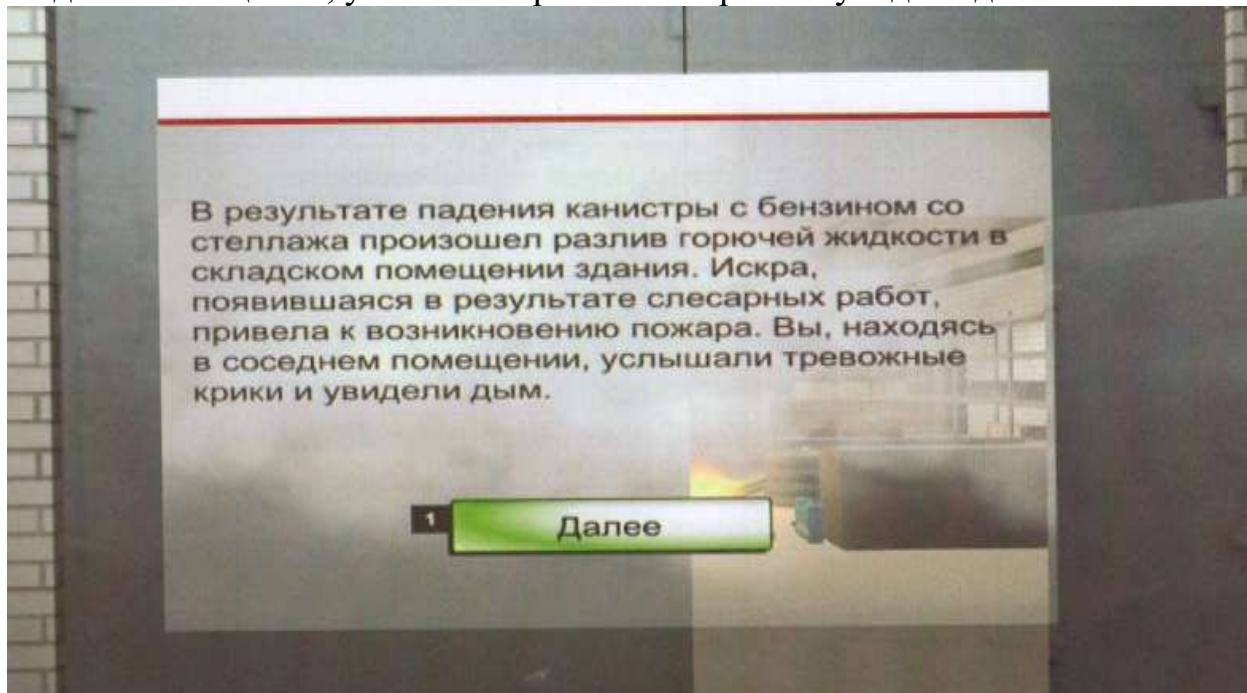 В результате падения канистры с бензином со
стеллажа произошел разлив горючей жидкости в
складском помещении здания. Искра,
появившаяся в результате слесарных работ,
привела к возникновению пожара. Вы, находясь
в соседнем помещении, услышали тревожные
крики и увидели дым.
1
Далее